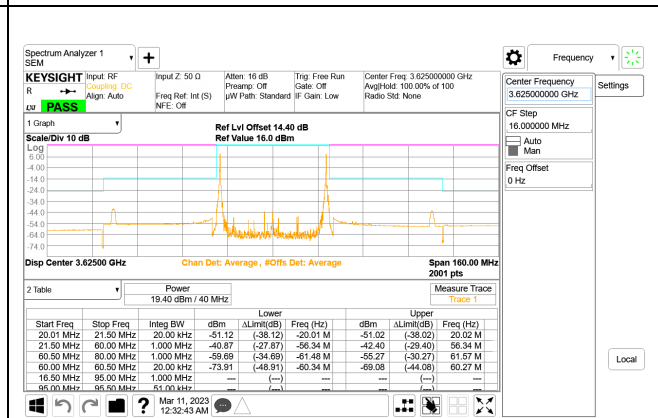 Spectrum Analyzer 1
SEM
Frequency
KEYSIGHT
Input: RF
Coupling: DC
Align: Auto
Input Z: 50 Ω
Freq Ref: Int (S)
NFE: Off
Atten: 16 dB
Preamp: Off
µW Path: Standard
Trig: Free Run
Gate: Off
IF Gain: Low
Center Freq: 3.625000000 GHz
Avg|Hold: 100.00% of 100
Radio Std: None
R
LXI
PASS
Center Frequency
3.625000000 GHz
Settings
CF Step
16.000000 MHz
Auto
Man
Freq Offset
0 Hz
Local
1 Graph
Scale/Div 10 dB
Ref Lvl Offset 14.40 dB
Ref Value 16.0 dBm
Log
6.00
-4.00
-14.0
-24.0
-34.0
-44.0
-54.0
-64.0
-74.0
Disp Center 3.62500 GHz
Chan Det: Average , #Offs Det: Average
Span 160.00 MHz
2001 pts
2 Table
Power
19.40 dBm / 40 MHz
Measure Trace
Trace 1
Lower Upper
Start Freq Stop Freq Integ BW dBm ΔLimit(dB) Freq (Hz) dBm ΔLimit(dB) Freq (Hz)
20.01 MHz 21.50 MHz 20.00 kHz -51.12 (-38.12) -20.01 M -51.02 (-38.02) 20.02 M
21.50 MHz 60.00 MHz 1.000 MHz -40.87 (-27.87) -56.34 M -42.40 (-29.40) 56.34 M
60.50 MHz 80.00 MHz 1.000 MHz -59.69 (-34.69) -61.48 M -55.27 (-30.27) 61.57 M
60.00 MHz 60.50 MHz 20.00 kHz -73.91 (-48.91) -60.34 M -69.08 (-44.08) 60.27 M
16.50 MHz 95.00 MHz 1.000 MHz --- (---) --- --- (---) ---
95.00 MHz 95.50 MHz 51.00 kHz --- (---) --- --- (---) ---
Mar 11, 2023
12:32:43 AM